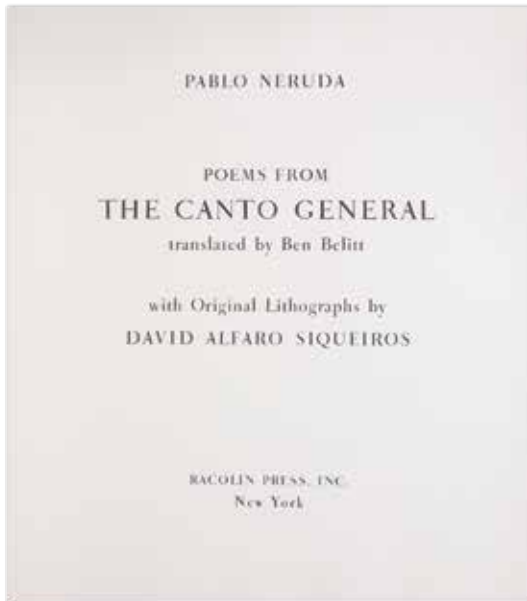 PABLO NERUDA
POEMS FROM
THE CANTO GENERAL
translated by Ben Belitt
with Original Lithographs by
DAVID ALFARO SIQUEIROS
RACOLIN PRESS, INC.
New York